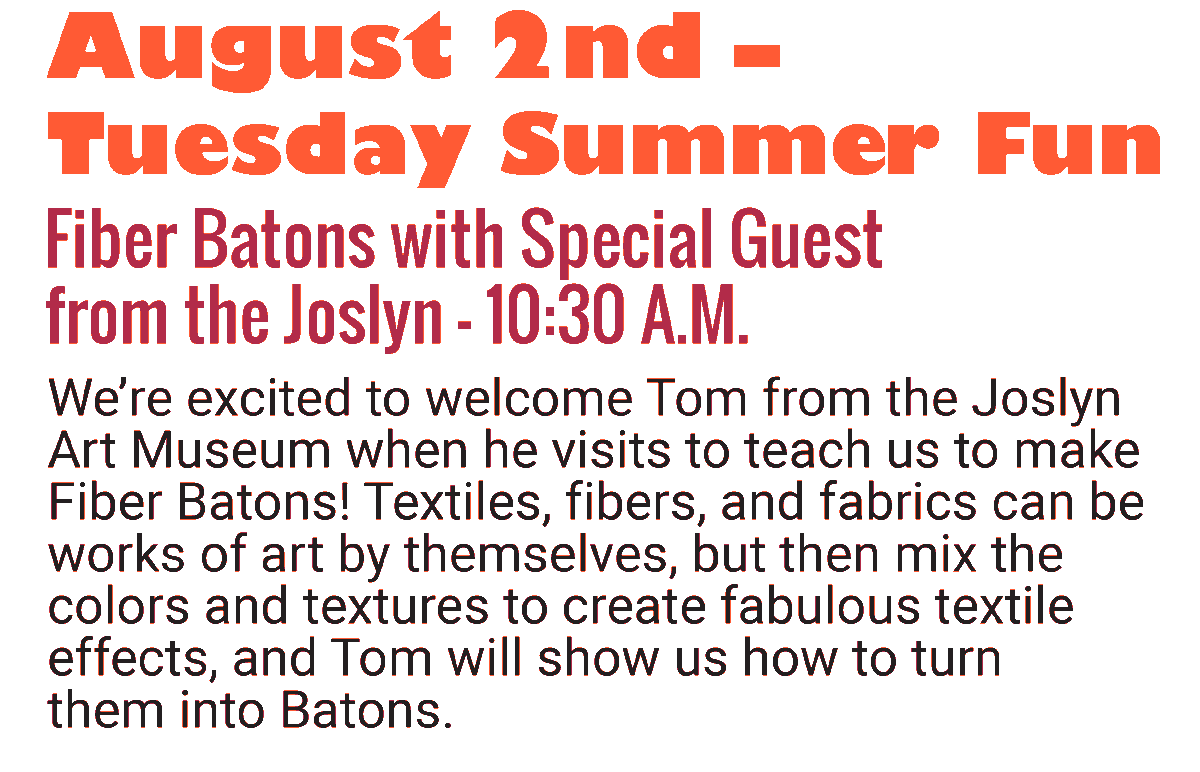 August 2nd –
Tuesday Summer Fun
Fiber Batons with Special Guest
from the Joslyn - 10:30 A.M.
We’re excited to welcome Tom from the Joslyn
Art Museum when he visits to teach us to make
Fiber Batons! Textiles, fibers, and fabrics can be
works of art by themselves, but then mix the
colors and textures to create fabulous textile
effects, and Tom will show us how to turn
them into Batons.